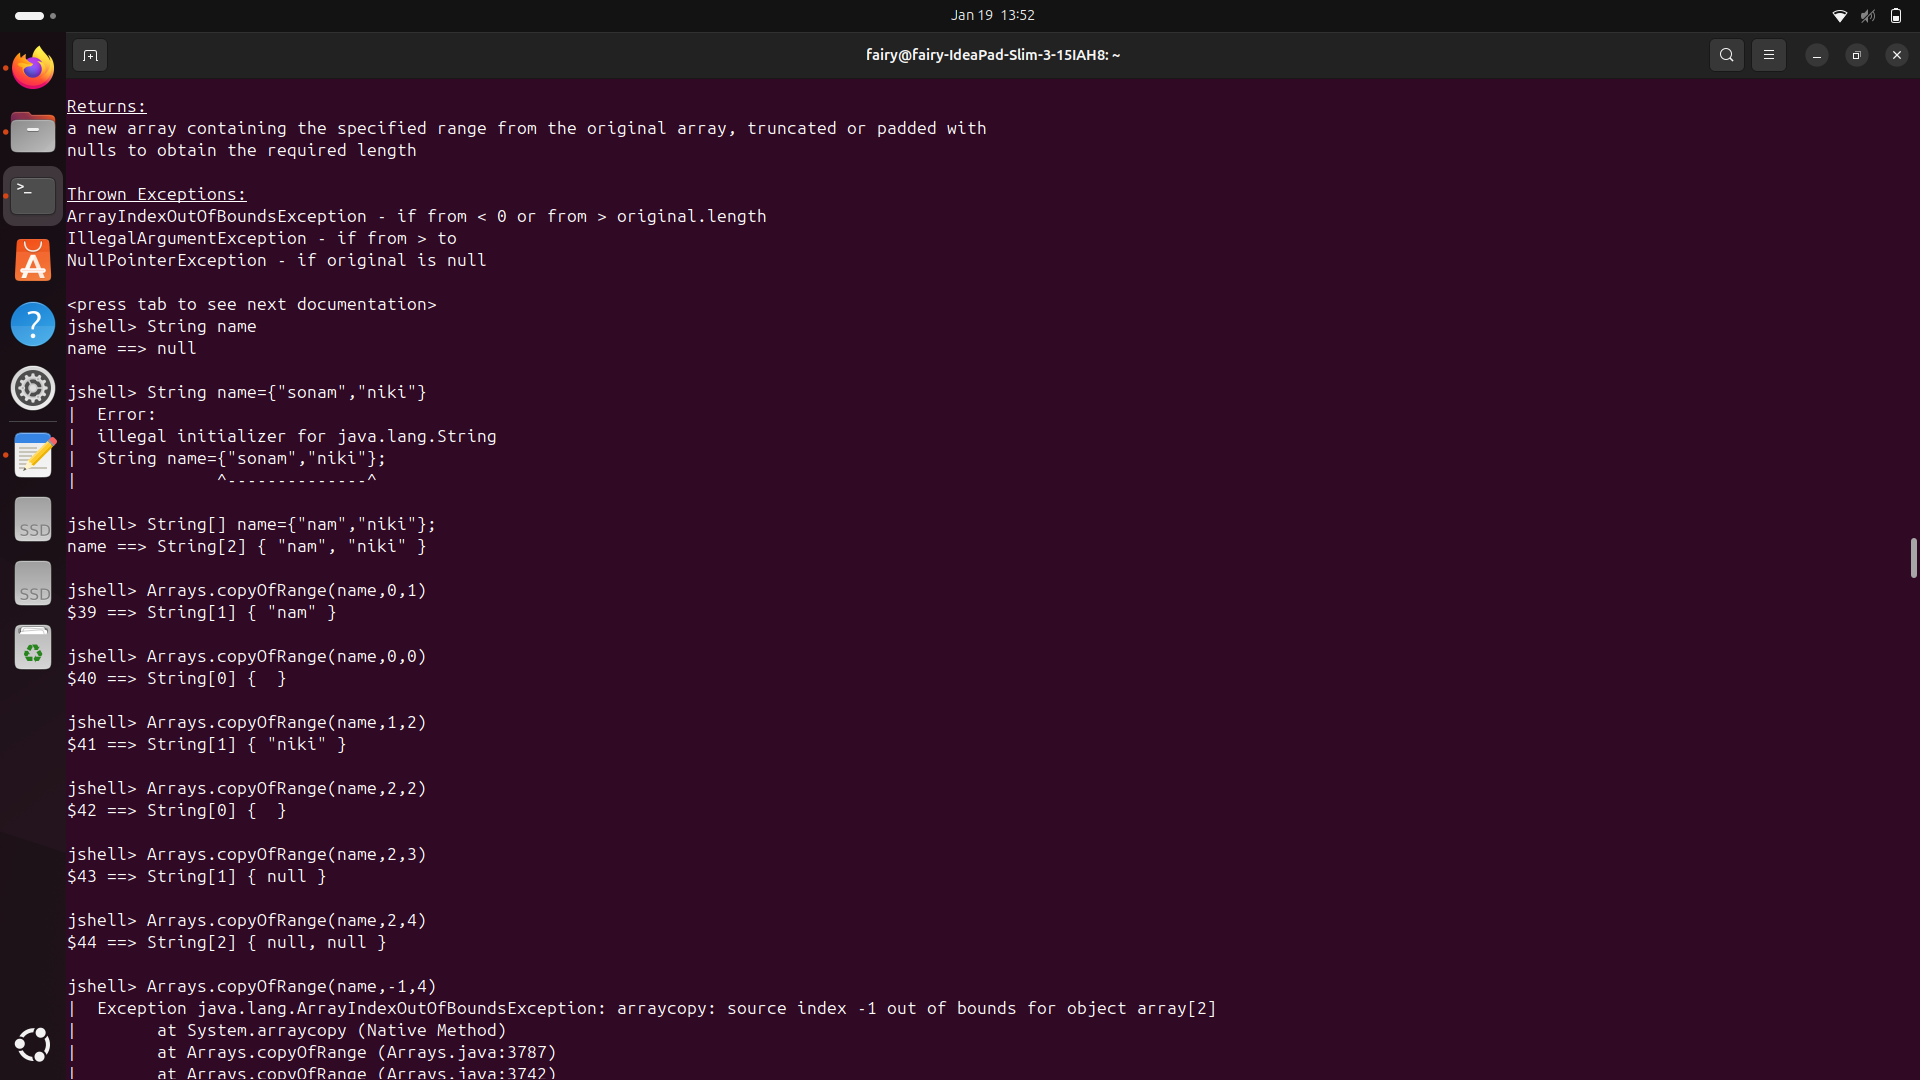 Jan 19 13:52
fairy@fairy-IdeaPad-Slim-3-15IAH8: ~
Returns:
a new array containing the specified range from the original array, truncated or padded with
nulls to obtain the required length
Thrown Exceptions:
ArrayIndexOutOfBoundsException - if from < 0 or from > original.length
IllegalArgumentException - if from > to
NullPointerException - if original is null
<press tab to see next documentation>
jshell> String name
name ==> null
jshell> String name={"sonam","niki"}
|  Error:
|  illegal initializer for java.lang.String
|  String name={"sonam","niki"};
|              ^--------------^
jshell> String[] name={"nam","niki"};
name ==> String[2] { "nam", "niki" }
jshell> Arrays.copyOfRange(name,0,1)
$39 ==> String[1] { "nam" }
jshell> Arrays.copyOfRange(name,0,0)
$40 ==> String[0] {  }
jshell> Arrays.copyOfRange(name,1,2)
$41 ==> String[1] { "niki" }
jshell> Arrays.copyOfRange(name,2,2)
$42 ==> String[0] {  }
jshell> Arrays.copyOfRange(name,2,3)
$43 ==> String[1] { null }
jshell> Arrays.copyOfRange(name,2,4)
$44 ==> String[2] { null, null }
jshell> Arrays.copyOfRange(name,-1,4)
|  Exception java.lang.ArrayIndexOutOfBoundsException: arraycopy: source index -1 out of bounds for object array[2]
|        at System.arraycopy (Native Method)
|        at Arrays.copyOfRange (Arrays.java:3787)
|        at Arrays.copyOfRange (Arrays.java:3742)
>_
A
?
SSD
SSD